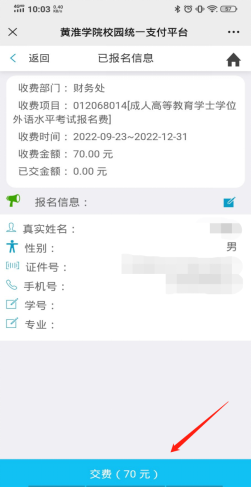 10:03 0.40 KB/s 67
× 黄淮学院校园统一支付平台 ...
返回 已报名信息
收费部门： 财务处
收费项目： 012068014[成人高等教育学士学位
外语水平考试报名费]
收费时间： 2022-09-23~2022-12-31
收费金额： 70.00 元
已交金额： 0.00 元
报名信息：
真实姓名：
性别： 男
证件号：
手机号：
学号：
专业：
交费（70 元）